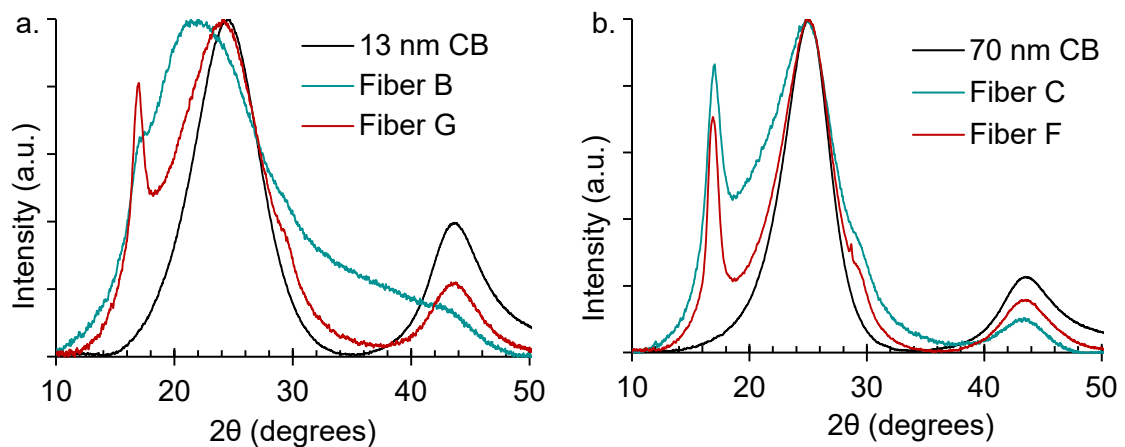 a.
13 nm CB
Fiber B
Fiber G
Intensity (a.u.)
10 20 30 40 50
2θ (degrees)
b.
70 nm CB
Fiber C
Fiber F
Intensity (a.u.)
10 20 30 40 50
2θ (degrees)